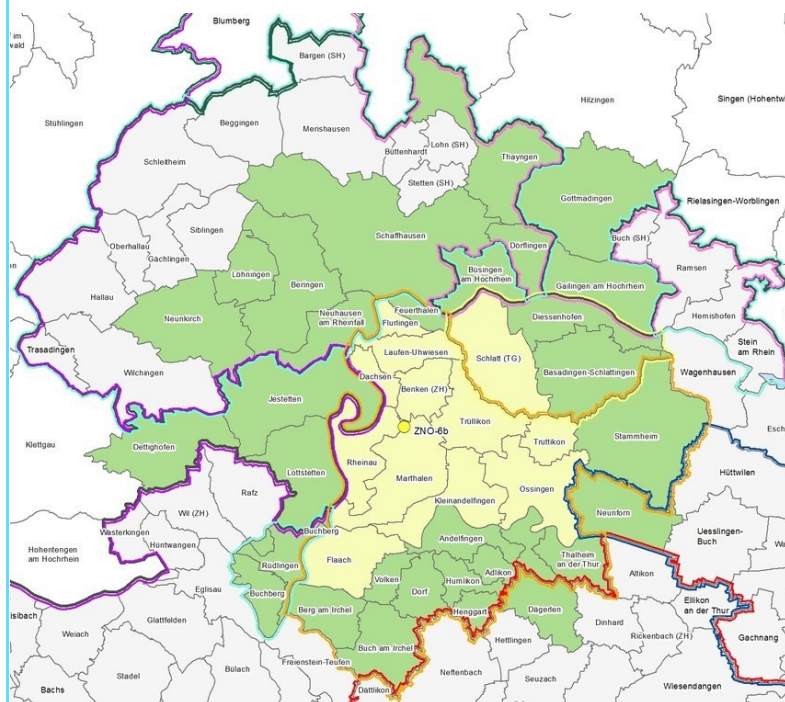 Blumberg
im
wald
Bargen (SH)
Hilzingen
Singen (Hohentw
Stühlingen
Beggingen
Merishausen
Büttenhardt
Lohn (SH)
Thayngen
Schleitheim
Stetten (SH)
Gottmadingen
Rielasingen-Worblingen
Siblingen
Oberhallau
Gächlingen
Schaffhausen
Dörflingen
Buch (SH)
Ramsen
Löhningen
Beringen
Büsingen
am Hochrhein
Gailingen am Hochrhein
Hallau
Hemishofen
Neunkirch
Neuhausen
am Rheinfall
Feuerthalen
Flurlingen
Diessenhofen
Stein
am Rhein
Trasadingen
Wilchingen
Laufen-Uhwiesen
Schlatt (TG)
Wagenhausen
Dachsen
Benken (ZH)
Basadingen-Schlattingen
Jestetten
Klettgau
Dettighofen
ZNO-6b
Trüllikon
Truttikon
Stammheim
Esch
Lottstetten
Rheinau
Marthalen
Hüttwilen
Rafz
Ossingen
Kleinandelfingen
Neunforn
Wil (ZH)
Buchberg
Wasterkingen
Hüntwangen
Andelfingen
Uesslingen-
Buch
Wa
Hohentengen
am Hochrhein
Rüdlingen
Flaach
Adlikon
Thalheim
an der Thur
Altikon
Eglisau
Buchberg
Volken
Dorf
Humlikon
Ellikon
an der Thur
isibach
Glattfelden
Berg am Irchel
Henggart
Dägerlen
Dinhard
Rickenbach (ZH)
Gachnang
Weiach
Buch am Irchel
Hettlingen
Stadel
Bülach
Freienstein-Teufen
Neftenbach
Seuzach
Bachs
Dättlikon
Wiesendangen